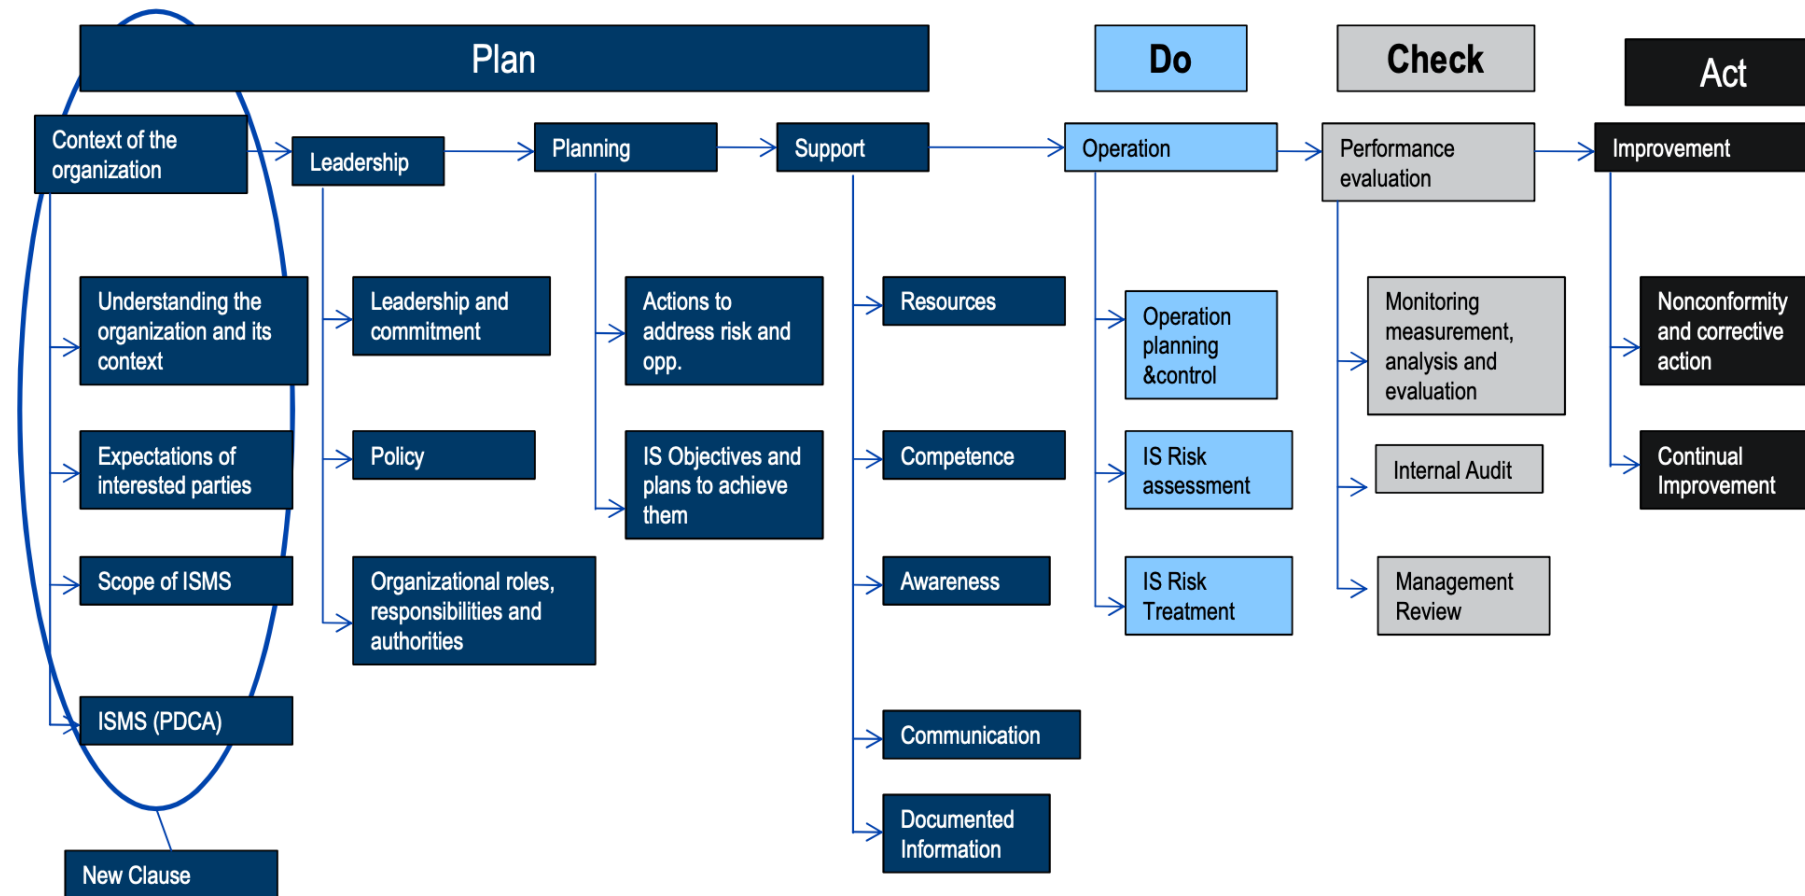 Plan
Do
Check
Act
Context of the
organization
Leadership
Planning
Support
Operation
Performance
evaluation
Improvement
Understanding the
organization and its
context
Expectations of
interested parties
Scope of ISMS
ISMS (PDCA)
New Clause
Leadership and
commitment
Policy
Organizational roles,
responsibilities and
authorities
Actions to
address risk and
opp.
IS Objectives and
plans to achieve
them
Resources
Competence
Awareness
Communication
Documented
Information
Operation
planning
&control
IS Risk
assessment
IS Risk
Treatment
Monitoring
measurement,
analysis and
evaluation
Internal Audit
Management
Review
Nonconformity
and corrective
action
Continual
Improvement